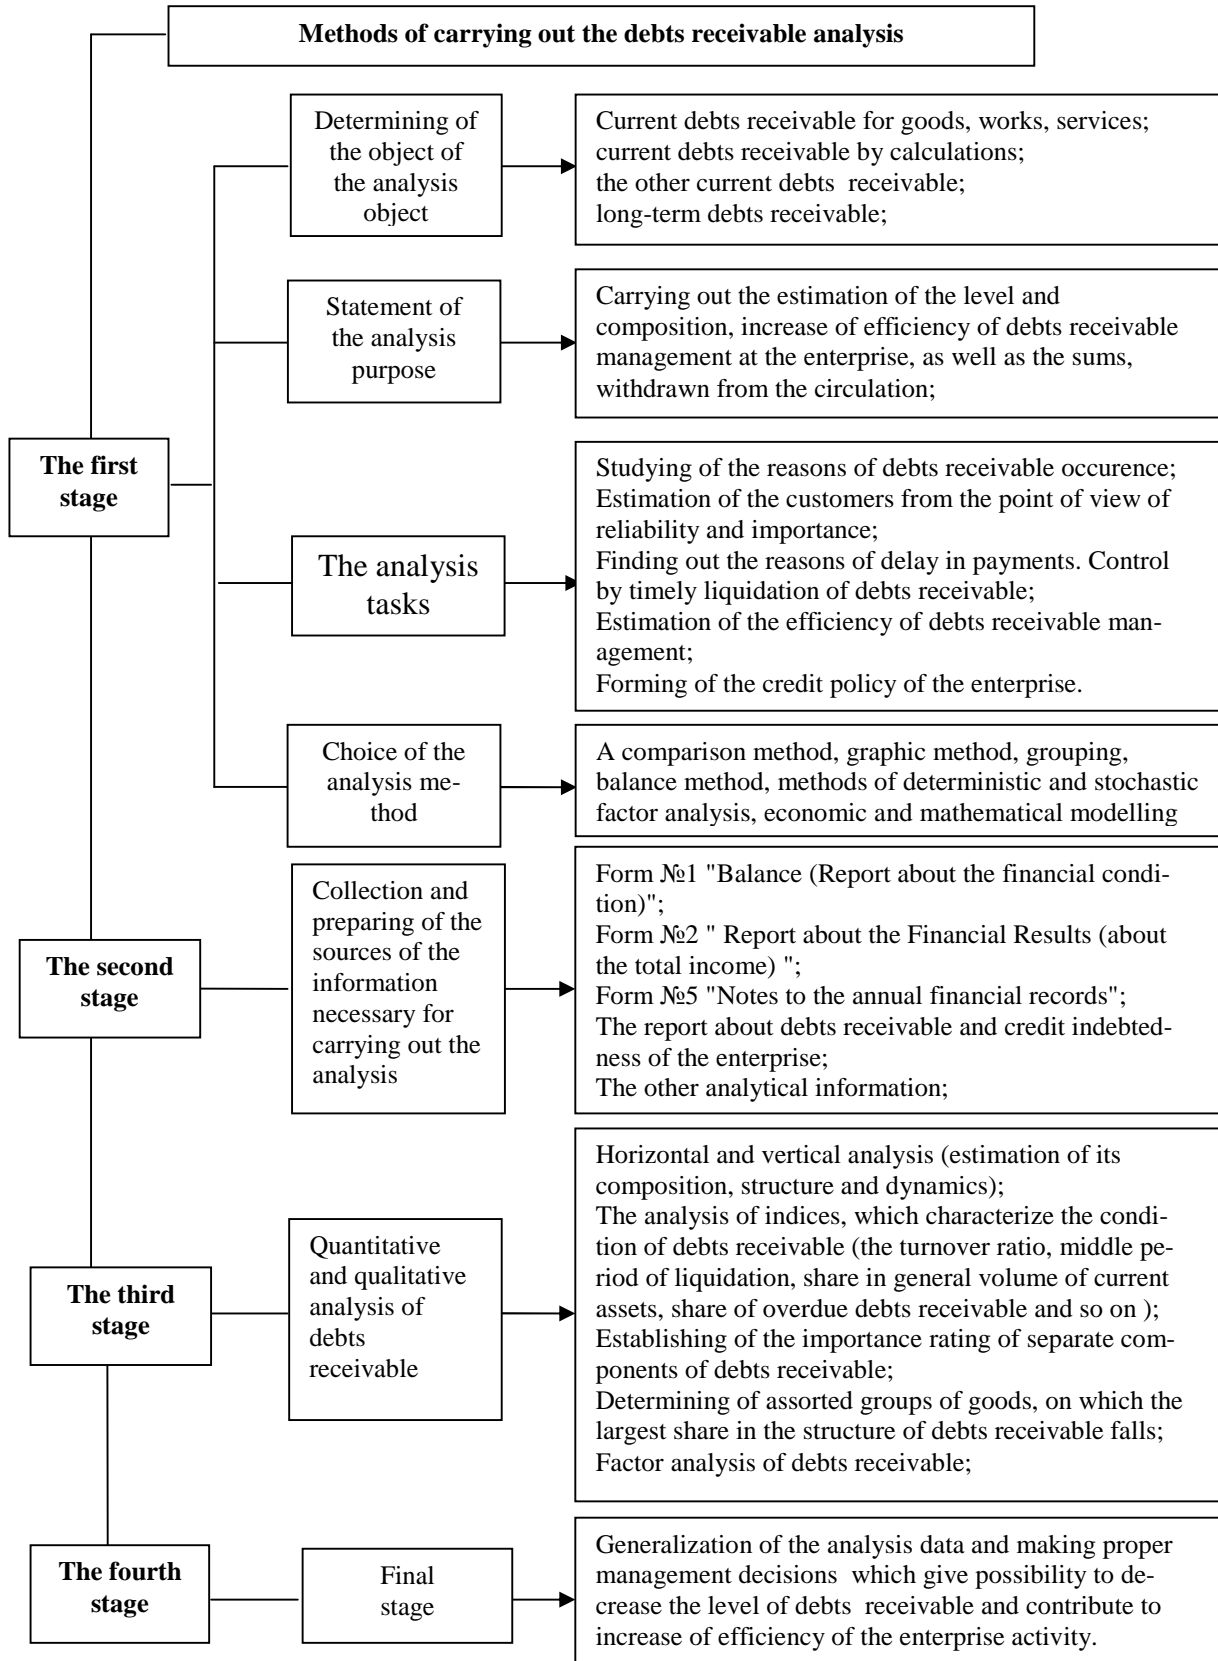 Methods of carrying out the debts receivable analysis
The first
stage
Determining of
the object of
the analysis
object
Current debts receivable for goods, works, services;
current debts receivable by calculations;
the other current debts receivable;
long-term debts receivable;
Statement of
the analysis
purpose
Carrying out the estimation of the level and
composition, increase of efficiency of debts receivable
management at the enterprise, as well as the sums,
withdrawn from the circulation;
The analysis
tasks
Studying of the reasons of debts receivable occurence;
Estimation of the customers from the point of view of
reliability and importance;
Finding out the reasons of delay in payments. Control
by timely liquidation of debts receivable;
Estimation of the efficiency of debts receivable man-
agement;
Forming of the credit policy of the enterprise.
Choice of the
analysis me-
thod
A comparison method, graphic method, grouping,
balance method, methods of deterministic and stochastic
factor analysis, economic and mathematical modelling
The second
stage
Collection and
preparing of the
sources of the
information
necessary for
carrying out the
analysis
Form №1 "Balance (Report about the financial condi-
tion)";
Form №2 " Report about the Financial Results (about
the total income) ";
Form №5 "Notes to the annual financial records";
The report about debts receivable and credit indebted-
ness of the enterprise;
The other analytical information;
The third
stage
Quantitative
and qualitative
analysis of
debts
receivable
Horizontal and vertical analysis (estimation of its
composition, structure and dynamics);
The analysis of indices, which characterize the condi-
tion of debts receivable (the turnover ratio, middle pe-
riod of liquidation, share in general volume of current
assets, share of overdue debts receivable and so on );
Establishing of the importance rating of separate com-
ponents of debts receivable;
Determining of assorted groups of goods, on which the
largest share in the structure of debts receivable falls;
Factor analysis of debts receivable;
The fourth
stage
Final
stage
Generalization of the analysis data and making proper
management decisions which give possibility to de-
crease the level of debts receivable and contribute to
increase of efficiency of the enterprise activity.